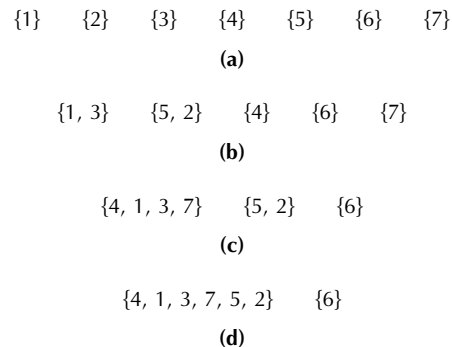 {1} {2} {3} {4} {5} {6} {7}
(a)
{1, 3} {5, 2} {4} {6} {7}
(b)
{4, 1, 3, 7} {5, 2} {6}
(c)
{4, 1, 3, 7, 5, 2} {6}
(d)